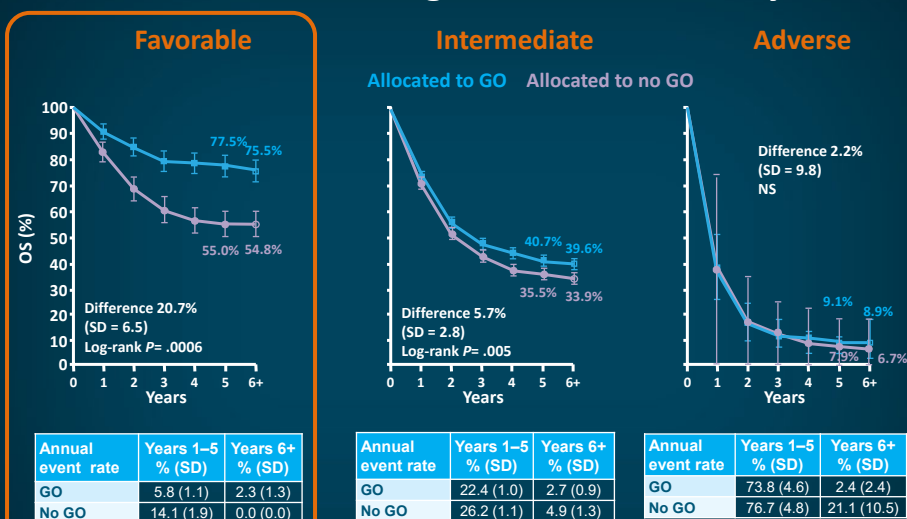 Favorable
Intermediate
Adverse
Allocated to GO
Allocated to no GO
OS (%)
100
90
80
70
60
50
40
30
20
10
0
77.5%
75.5%
55.0%
54.8%
Difference 20.7%
(SD = 6.5)
Log-rank P= .0006
0 1 2 3 4 5 6+
Years
40.7%
39.6%
35.5%
33.9%
Difference 5.7%
(SD = 2.8)
Log-rank P= .005
0 1 2 3 4 5 6+
Years
Difference 2.2%
(SD = 9.8)
NS
9.1%
8.9%
7.9%
6.7%
0 1 2 3 4 5 6+
Years
Annual event rate | Years 1–5 % (SD) | Years 6+ % (SD)
GO 5.8 (1.1) 2.3 (1.3)
No GO 14.1 (1.9) 0.0 (0.0)
Annual event rate | Years 1–5 % (SD) | Years 6+ % (SD)
GO 22.4 (1.0) 2.7 (0.9)
No GO 26.2 (1.1) 4.9 (1.3)
Annual event rate | Years 1–5 % (SD) | Years 6+ % (SD)
GO 73.8 (4.6) 2.4 (2.4)
No GO 76.7 (4.8) 21.1 (10.5)